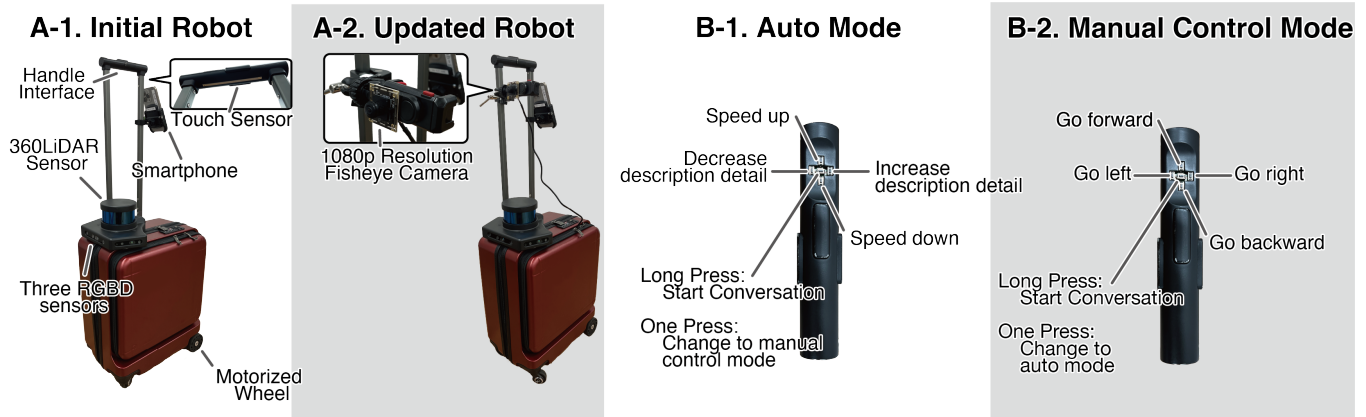 A-1. Initial Robot
Handle
Interface
Touch Sensor
360LiDAR
Sensor
Smartphone
Three RGBD
sensors
Motorized
Wheel
A-2. Updated Robot
1080p Resolution
Fisheye Camera
B-1. Auto Mode
Speed up
Decrease
description detail
Increase
description detail
Speed down
Long Press:
Start Conversation
One Press:
Change to manual
control mode
B-2. Manual Control Mode
Go forward
Go left
Go right
Go backward
Long Press:
Start Conversation
One Press:
Change to
auto mode